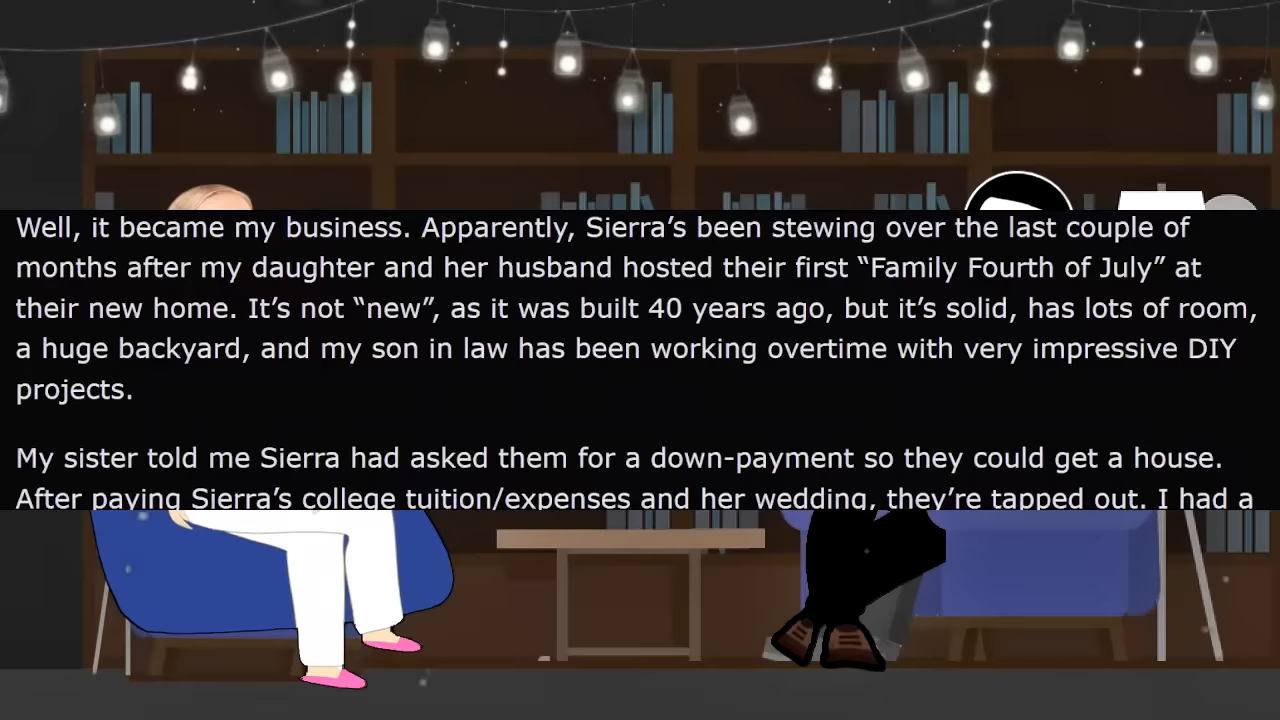 Well, it became my business. Apparently, Sierra’s been stewing over the last couple of
months after my daughter and her husband hosted their first “Family Fourth of July” at
their new home. It’s not “new”, as it was built 40 years ago, but it’s solid, has lots of room,
a huge backyard, and my son in law has been working overtime with very impressive DIY
projects.
My sister told me Sierra had asked them for a down-payment so they could get a house.
After paying Sierra’s college tuition/expenses and her wedding, they’re tapped out. I had a